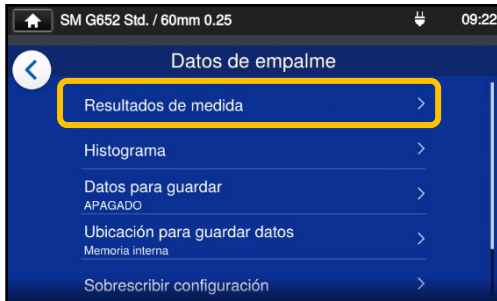 SM G652 Std. / 60mm 0.25 09:22
Datos de empalme
Resultados de medida
Histograma
Datos para guardar
APAGADO
Ubicación para guardar datos
Memoria interna
Sobrescribir configuración